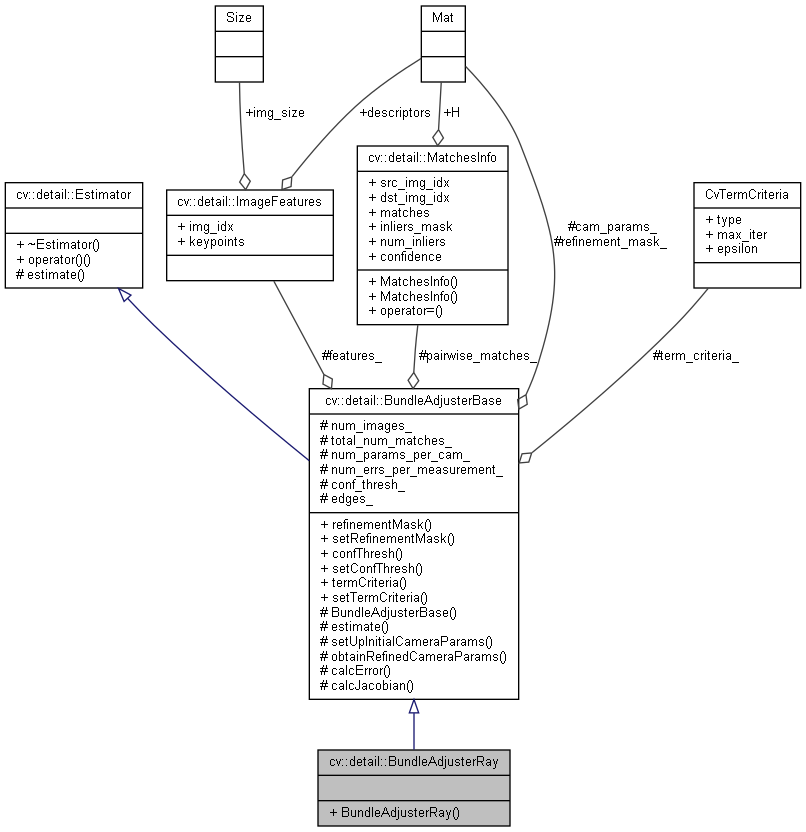 Size
Mat
+img_size
+descriptors
+H
cv::detail::MatchesInfo
+ src_img_idx
+ dst_img_idx
+ matches
+ inliers_mask
+ num_inliers
+ confidence
+ MatchesInfo()
+ MatchesInfo()
+ operator=()
cv::detail::Estimator
+ ~Estimator()
+ operator()()
# estimate()
cv::detail::ImageFeatures
+ img_idx
+ keypoints
#cam_params_
#refinement_mask_
CvTermCriteria
+ type
+ max_iter
+ epsilon
#features_
#pairwise_matches_
#term_criteria_
cv::detail::BundleAdjusterBase
# num_images_
# total_num_matches_
# num_params_per_cam_
# num_errs_per_measurement_
# conf_thresh_
# edges_
+ refinementMask()
+ setRefinementMask()
+ confThresh()
+ setConfThresh()
+ termCriteria()
+ setTermCriteria()
# BundleAdjusterBase()
# estimate()
# setUpInitialCameraParams()
# obtainRefinedCameraParams()
# calcError()
# calcJacobian()
cv::detail::BundleAdjusterRay
+ BundleAdjusterRay()